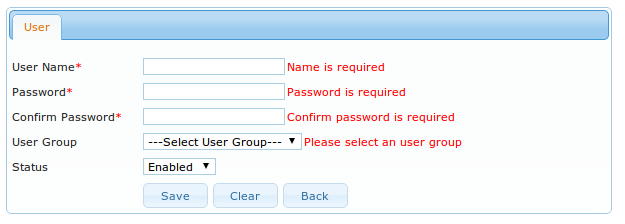 User
User Name* Name is required
Password* Password is required
Confirm Password* Confirm password is required
User Group ---Select User Group--- Please select an user group
Status Enabled
Save Clear Back